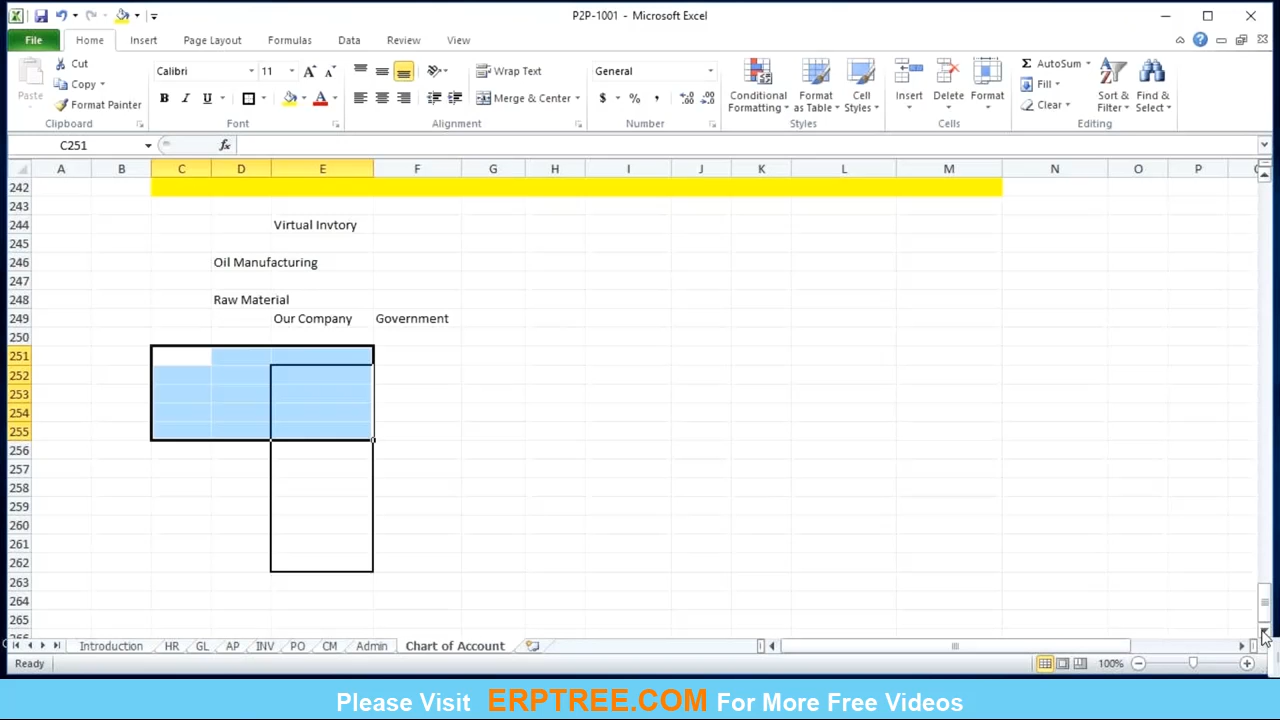 P2P-1001 - Microsoft Excel
File Home Insert Page Layout Formulas Data Review View
Paste
Cut
Copy
Format Painter
Clipboard
Calibri 11
B I U
Font
Wrap Text
Merge & Center
Alignment
General
$ % ,
Number
Conditional Formatting
Format as Table
Cell Styles
Styles
Insert
Delete
Format
Cells
Σ AutoSum
Fill
Clear
Sort & Filter
Find & Select
Editing
C251 fx
A B C D E F G H I J K L M N O P
242
243
244 Virtual Invtory
245
246 Oil Manufacturing
247
248 Raw Material
249 Our Company Government
250
251
252
253
254
255
256
257
258
259
260
261
262
263
264
265
Introduction HR GL AP INV PO CM Admin Chart of Account
Ready 100%
Please Visit ERPTREE.COM For More Free Videos